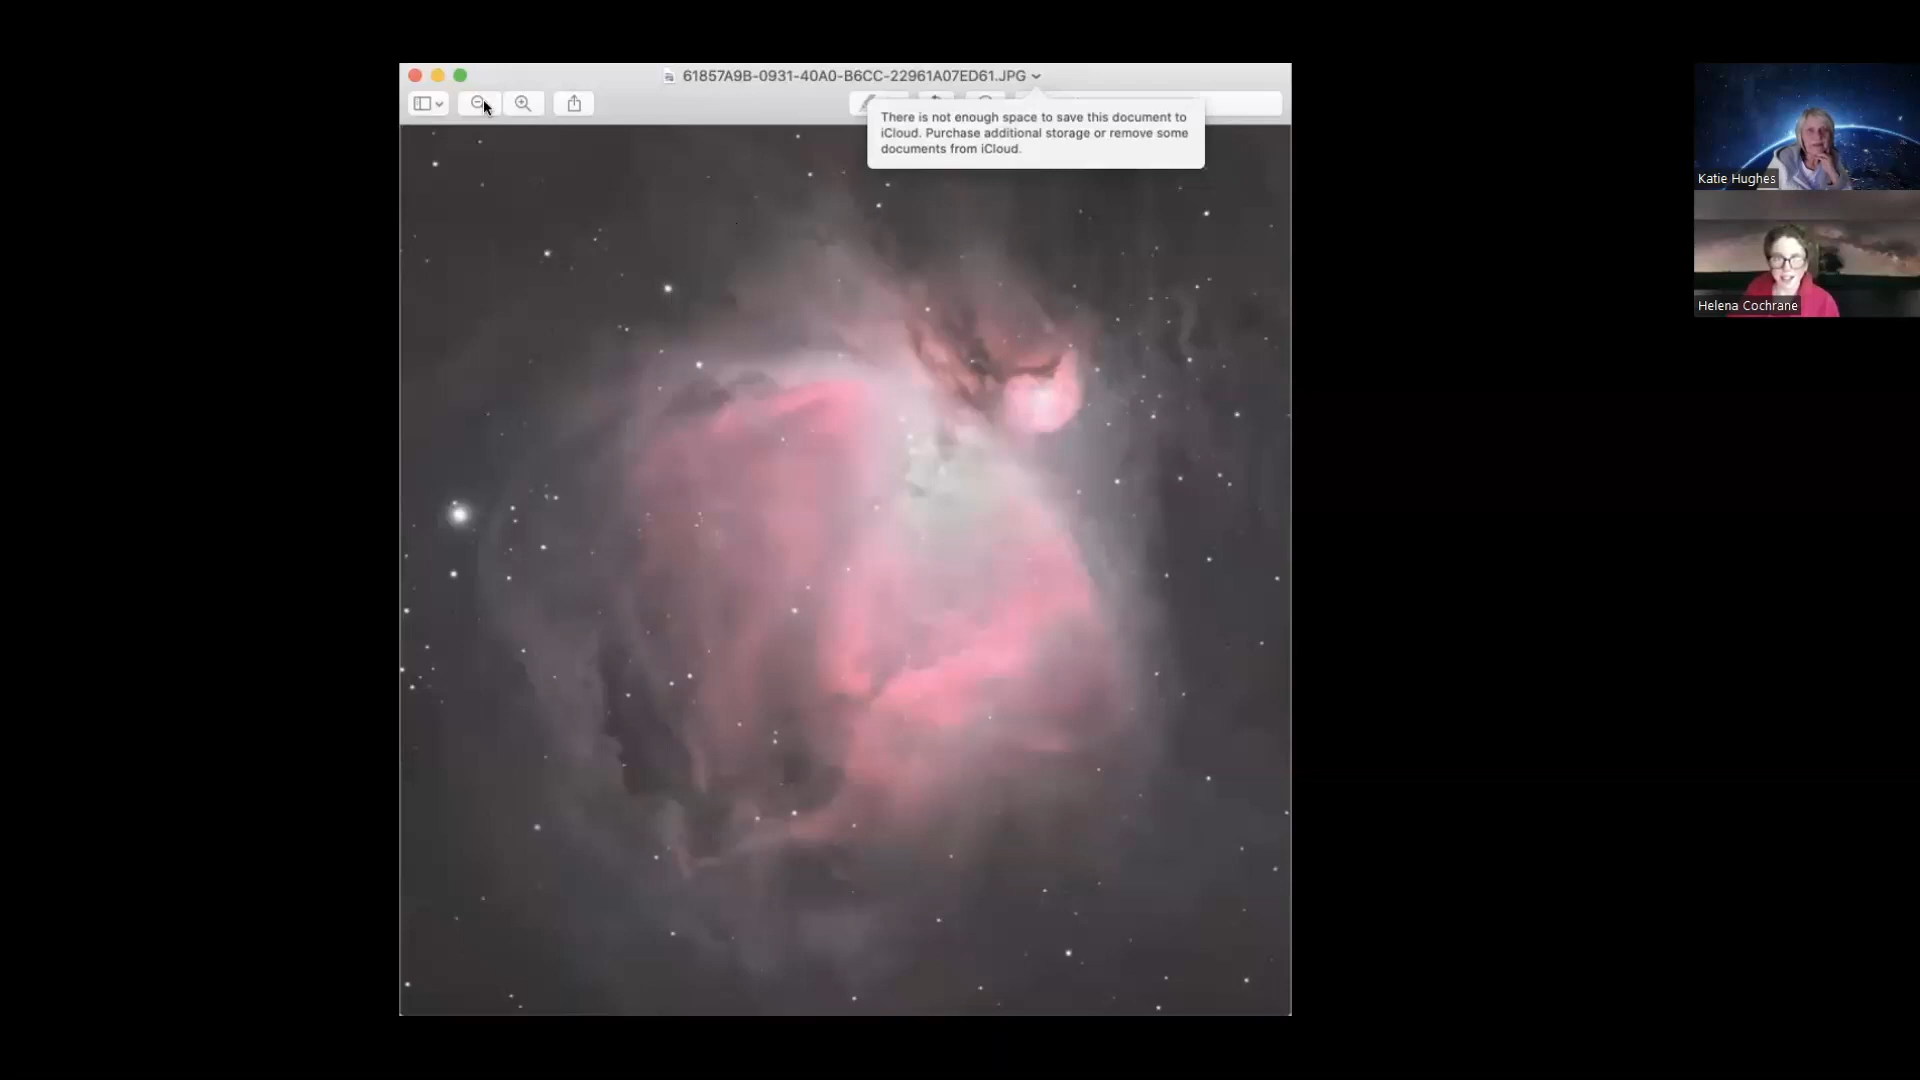 61857A9B-0931-40A0-B6CC-22961A07ED61.JPG
There is not enough space to save this document to
iCloud. Purchase additional storage or remove some
documents from iCloud.
Katie Hughes
Helena Cochrane